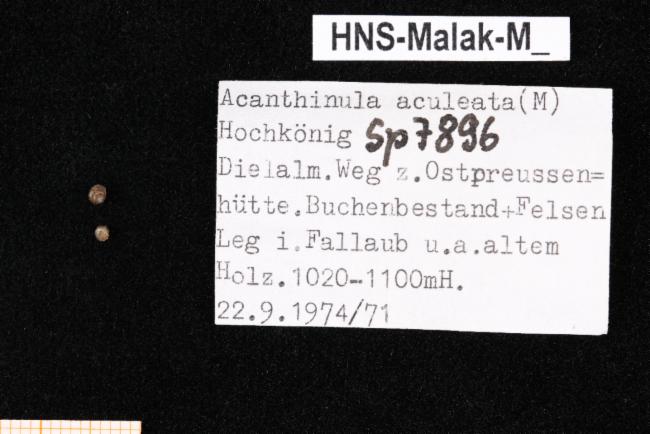 HNS-Malak-M_
Acanthinula aculeata(M)
Hochkönig Sp7896
Dielalm.Weg z.Ostpreussen=
hütte.Buchenbestand+Felsen
Leg i.Fallaub u.a.altem
Holz.1020-1100mH.
22.9.1974/71